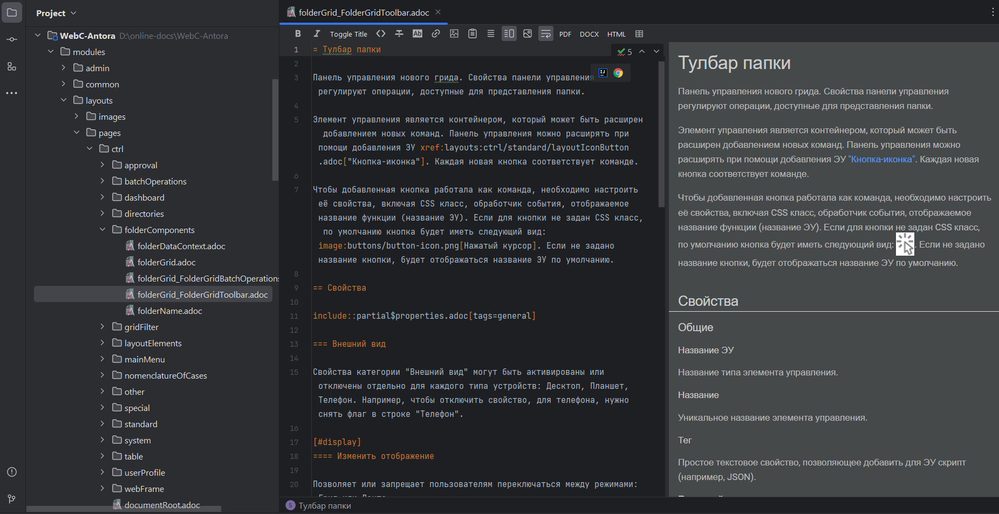 Project
folderGrid_FolderGridToolbar.adoc
WebC-Antora D:\online-docs\WebC-Antora
modules
admin
common
layouts
images
pages
ctrl
approval
batchOperations
dashboard
directories
folderComponents
folderDataContext.adoc
folderGrid.adoc
folderGrid_FolderGridBatchOperations
folderGrid_FolderGridToolbar.adoc
folderName.adoc
gridFilter
layoutElements
mainMenu
nomenclatureOfCases
other
special
standard
system
table
userProfile
webFrame
documentRoot.adoc
B I Toggle Title <> Ab PDF DOCX HTML
5
IJ
1 = Тулбар папки
2
3 Панель управления нового грида. Свойства панели управления
регулируют операции, доступные для представления папки.
4
5 Элемент управления является контейнером, который может быть расширен
добавлением новых команд. Панель управления можно расширять при
помощи добавления ЭУ xref:layouts:ctrl/standard/layoutIconButton
.adoc["Кнопка-иконка"]. Каждая новая кнопка соответствует команде.
6
7 Чтобы добавленная кнопка работала как команда, необходимо настроить
её свойства, включая CSS класс, обработчик события, отображаемое
название функции (название ЭУ). Если для кнопки не задан CSS класс,
по умолчанию кнопка будет иметь следующий вид:
image:buttons/button-icon.png[Нажатый курсор]. Если не задано
название кнопки, будет отображаться название ЭУ по умолчанию.
8
9 == Свойства
10
11 include::partial$properties.adoc[tags=general]
12
13 === Внешний вид
14
15 Свойства категории "Внешний вид" могут быть активированы или
отключены отдельно для каждого типа устройств: Десктоп, Планшет,
Телефон. Например, чтобы отключить свойство, для телефона, нужно
снять флаг в строке "Телефон".
16
17 [#display]
18 ==== Изменить отображение
19
20 Позволяет или запрещает пользователям переключаться между режимами:
S Тулбар папки
Тулбар папки
Панель управления нового грида. Свойства панели управления
регулируют операции, доступные для представления папки.
Элемент управления является контейнером, который может быть
расширен добавлением новых команд. Панель управления можно
расширять при помощи добавления ЭУ "Кнопка-иконка". Каждая новая
кнопка соответствует команде.
Чтобы добавленная кнопка работала как команда, необходимо настроить
её свойства, включая CSS класс, обработчик события, отображаемое
название функции (название ЭУ). Если для кнопки не задан CSS класс,
по умолчанию кнопка будет иметь следующий вид: . Если не задано
название кнопки, будет отображаться название ЭУ по умолчанию.
Свойства
Общие
Название ЭУ
Название типа элемента управления.
Название
Уникальное название элемента управления.
Тег
Простое текстовое свойство, позволяющее добавить для ЭУ скрипт
(например, JSON).